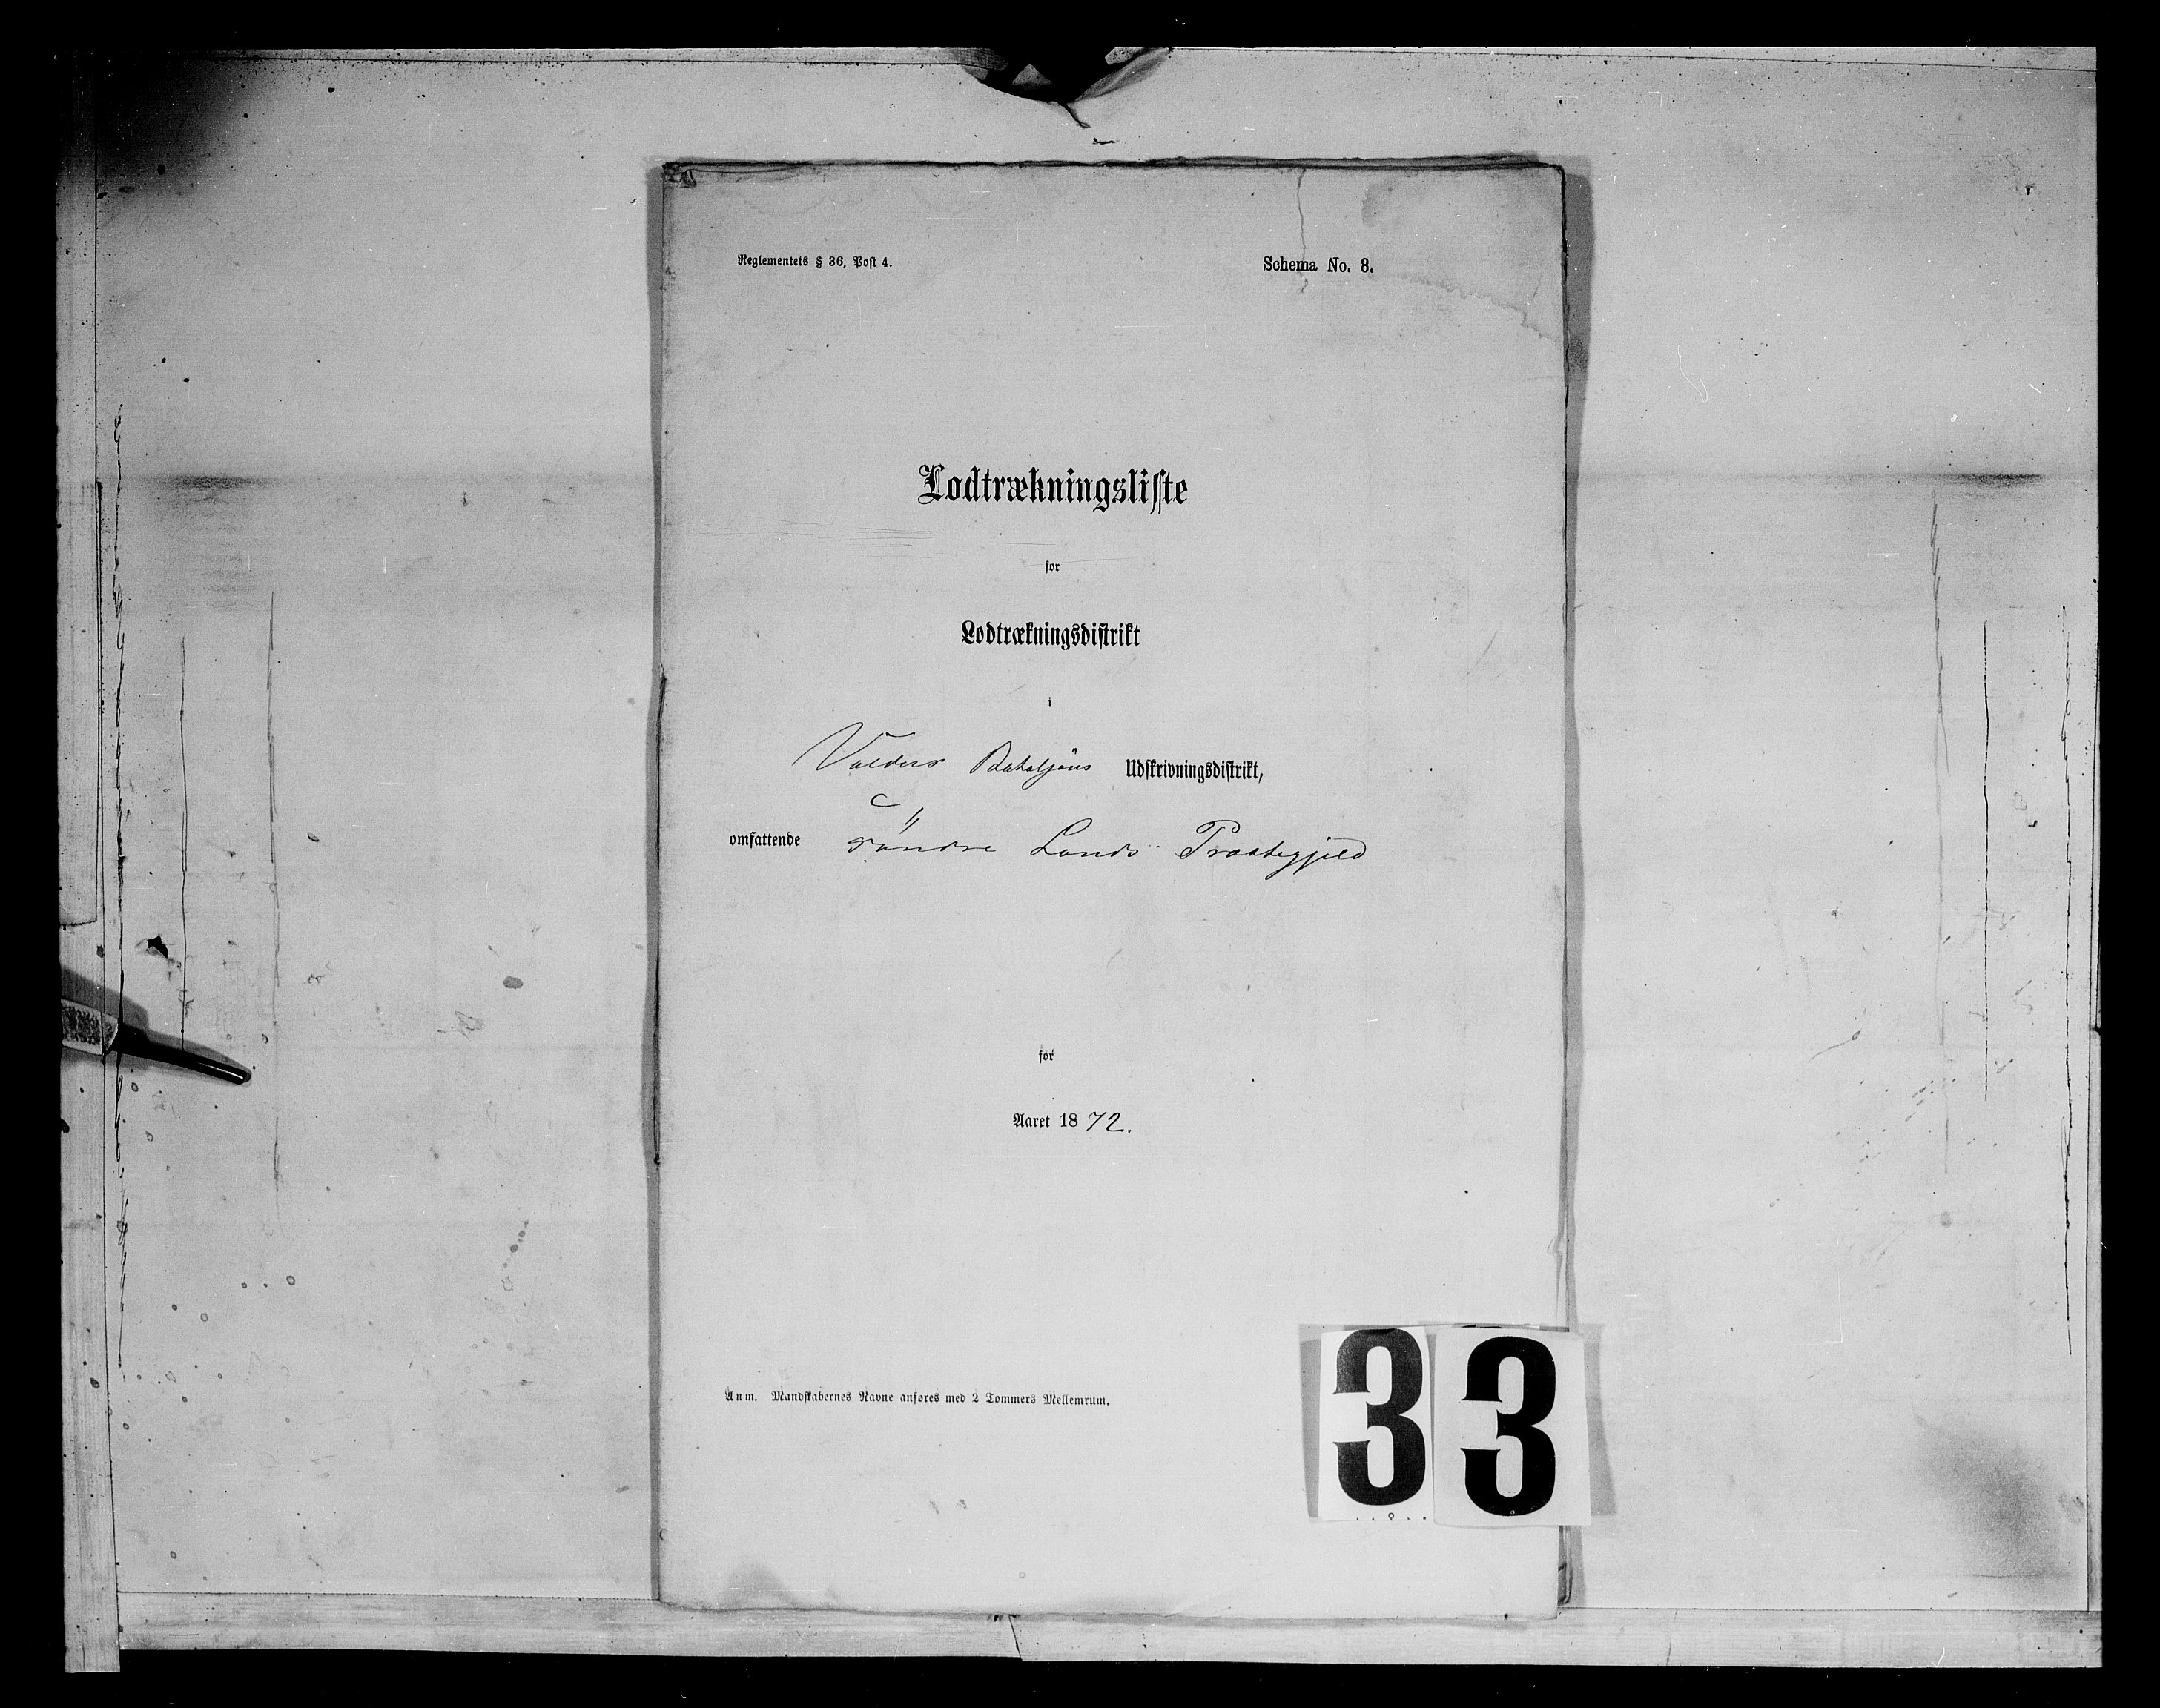 Reglementets § 36, Post 4.
Schema No. 8.
Lodtrækningsliste
for
Lodtrækningsdistrikt
i
Valders Bataljons Udskrivningsdistrikt,
omfattende Söndre Lands Præstegjeld
for
Aaret 1872.
Anm. Mandskabernes Navne anføres med 2 Tommers Mellemrum.
33